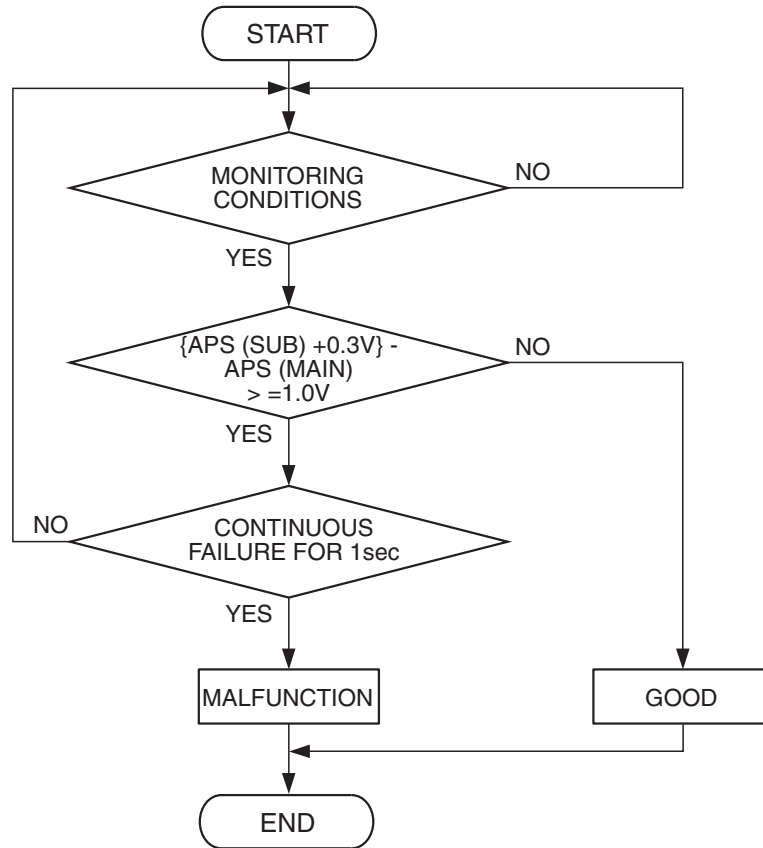 START
MONITORING
CONDITIONS
NO
YES
{APS (SUB) +0.3V} -
APS (MAIN)
> =1.0V
NO
YES
CONTINUOUS
FAILURE FOR 1sec
NO
YES
MALFUNCTION
GOOD
END